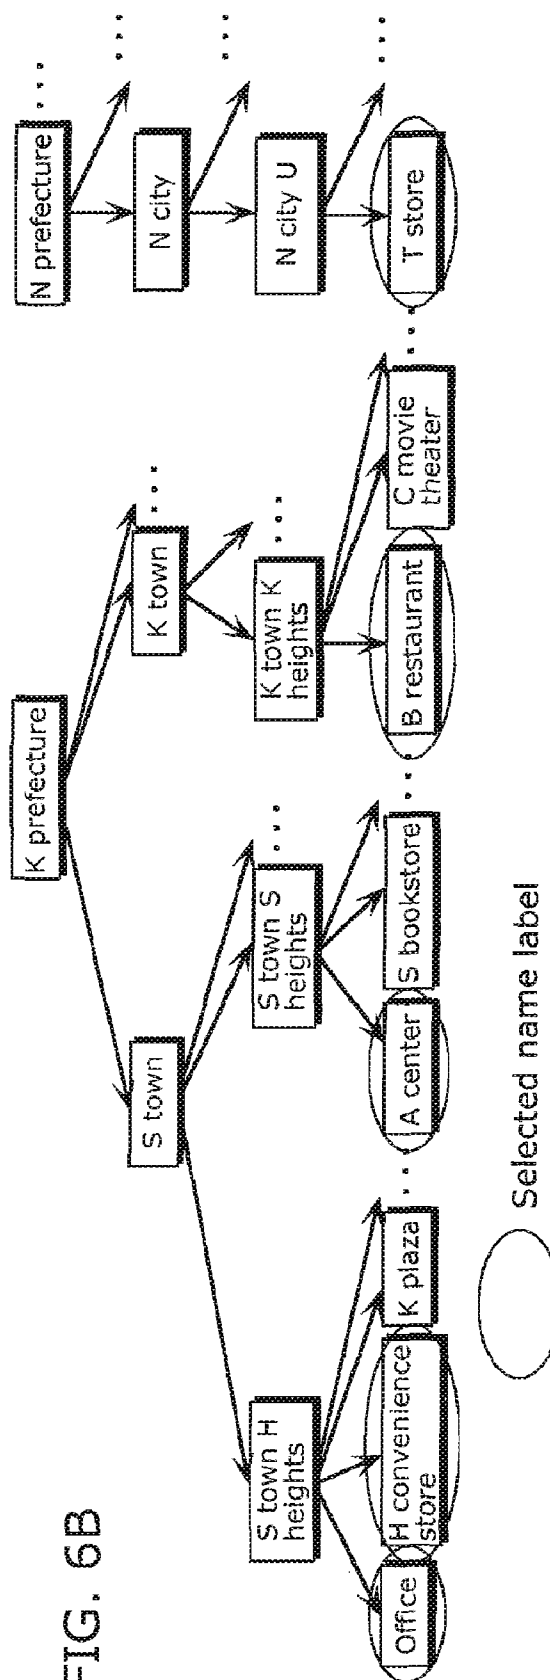 FIG. 6B
K prefecture
N prefecture
S town
K town
N city
S town H
heights
S town S
heights
K town K
heights
N city U
Office
H convenience
store
K plaza
A center
S bookstore
B restaurant
C movie
theater
T store
Selected name label